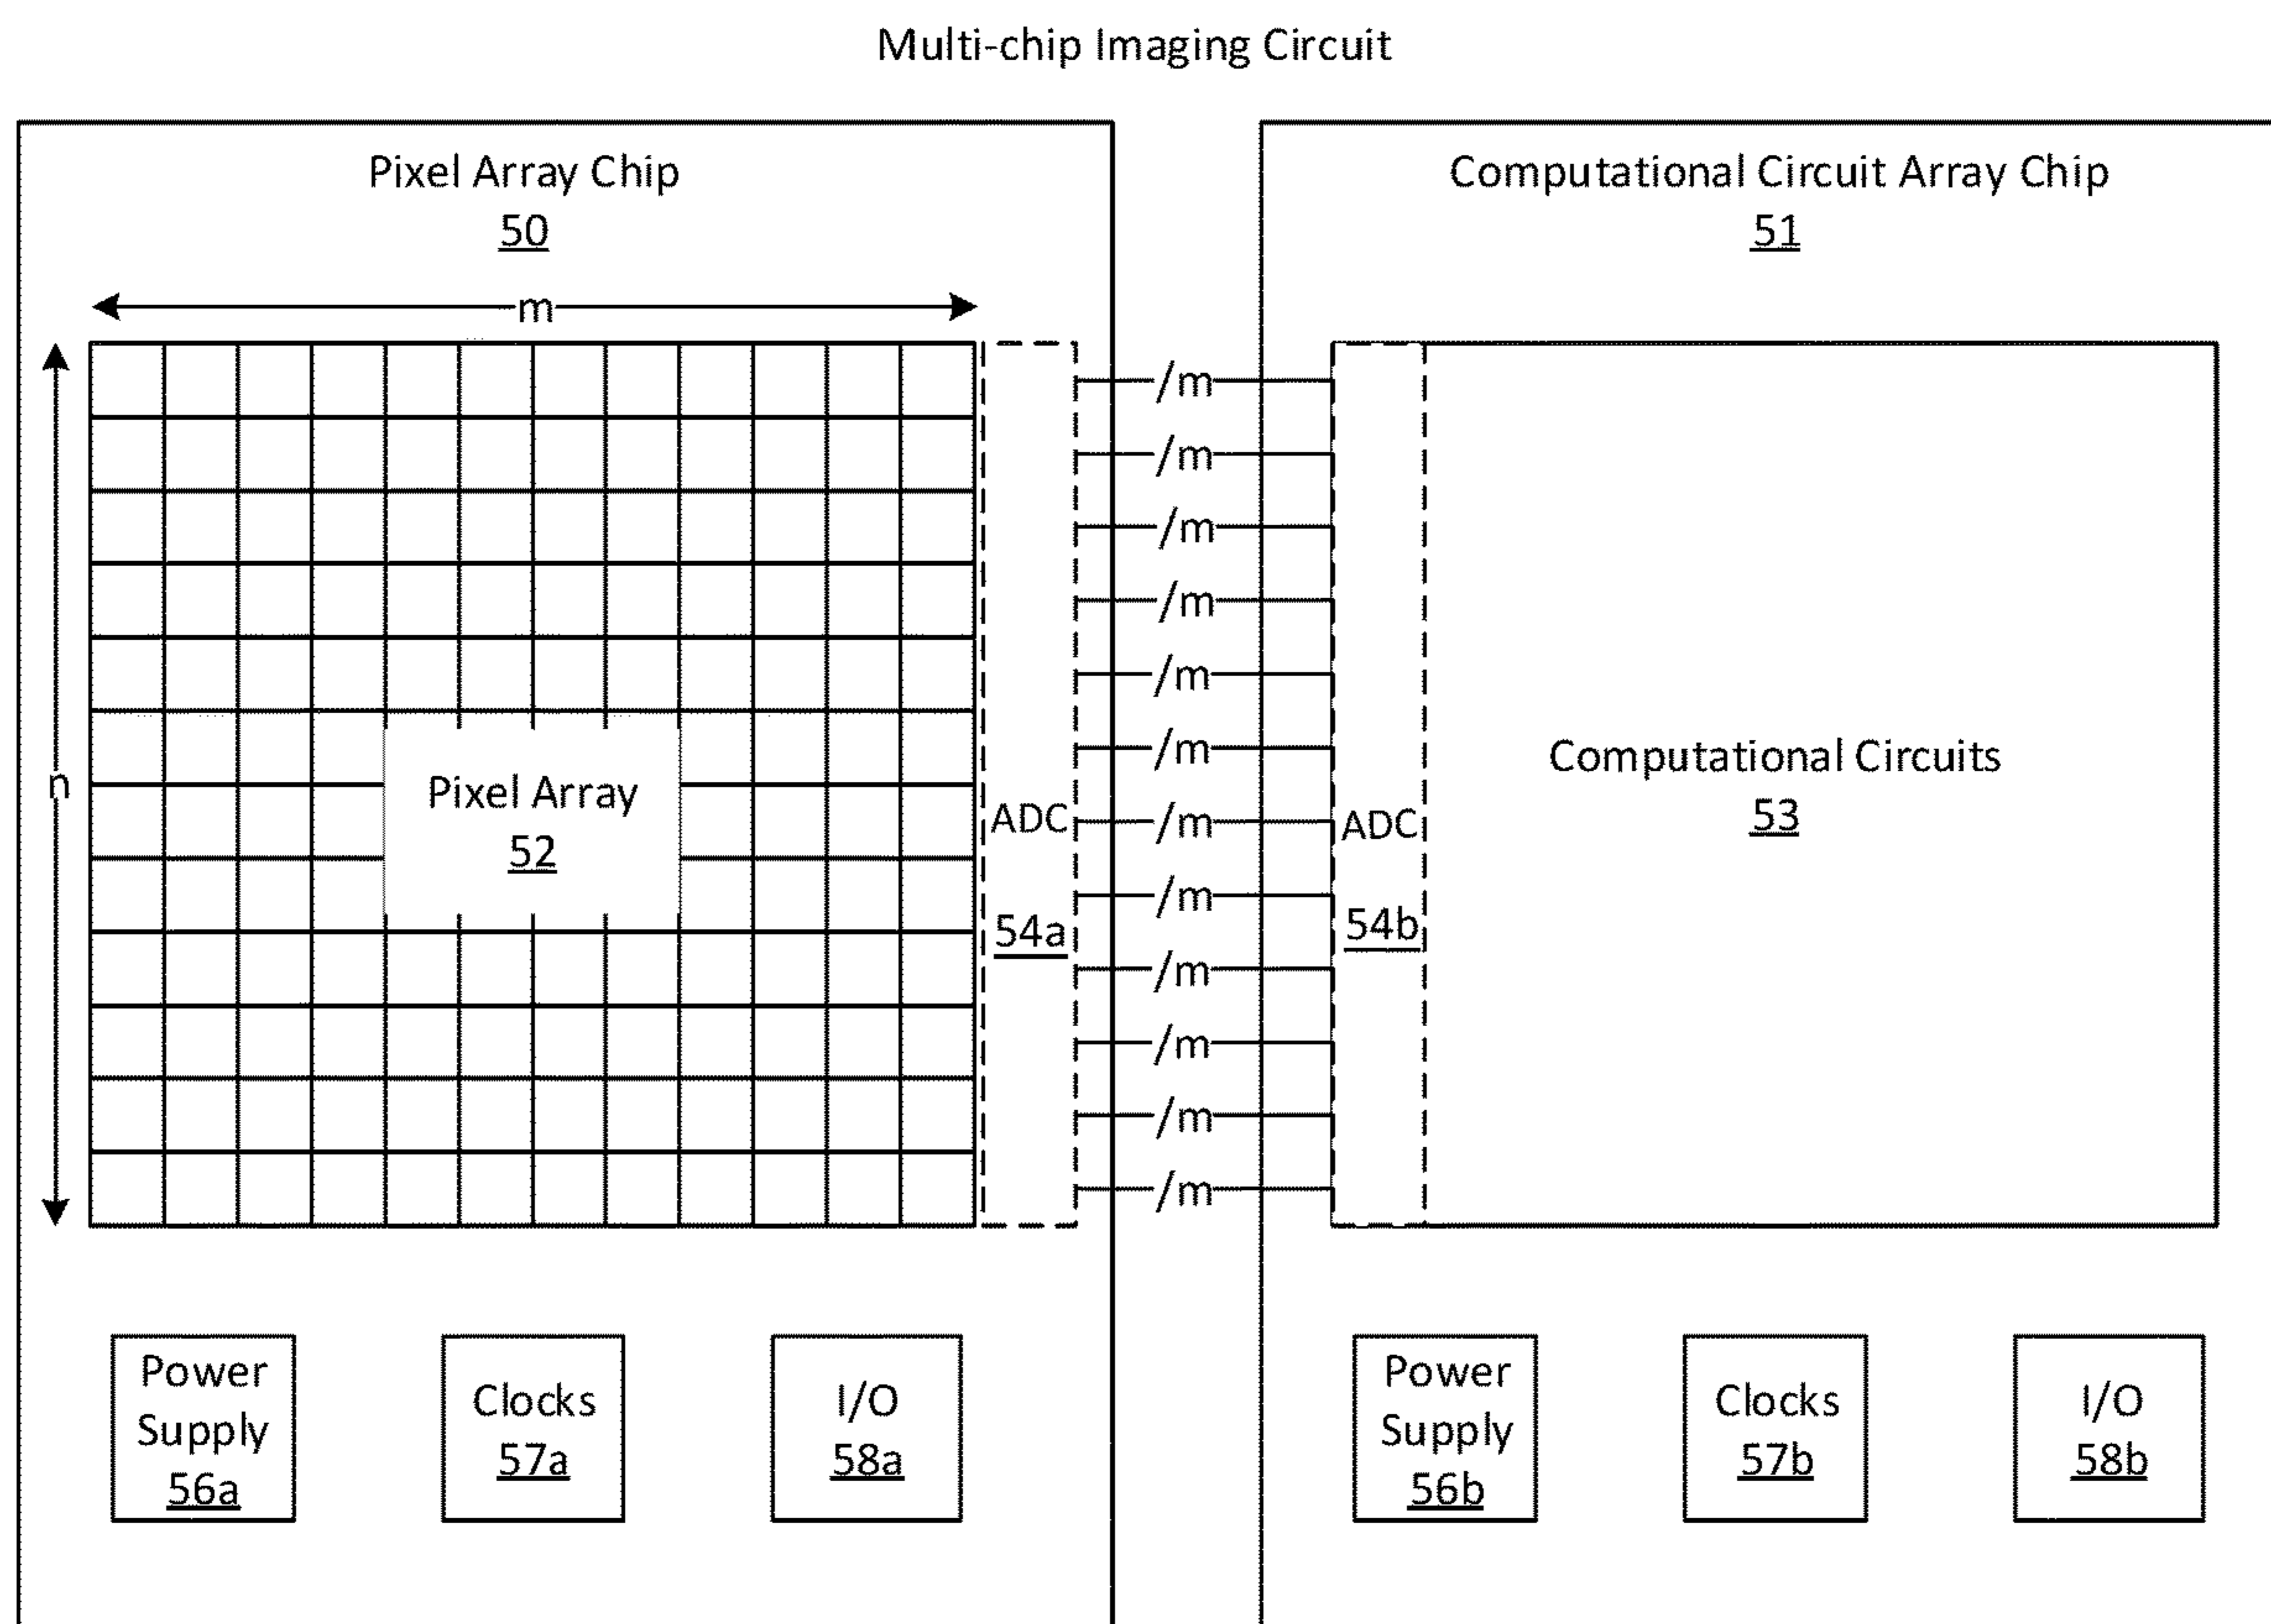 Multi-chip Imaging Circuit
Pixel Array Chip
50
m
n
Pixel Array
52
ADC
54a
/m
/m
/m
/m
/m
/m
/m
/m
/m
/m
/m
/m
Power
Supply
56a
Clocks
57a
I/O
58a
Computational Circuit Array Chip
51
ADC
54b
Computational Circuits
53
Power
Supply
56b
Clocks
57b
I/O
58b